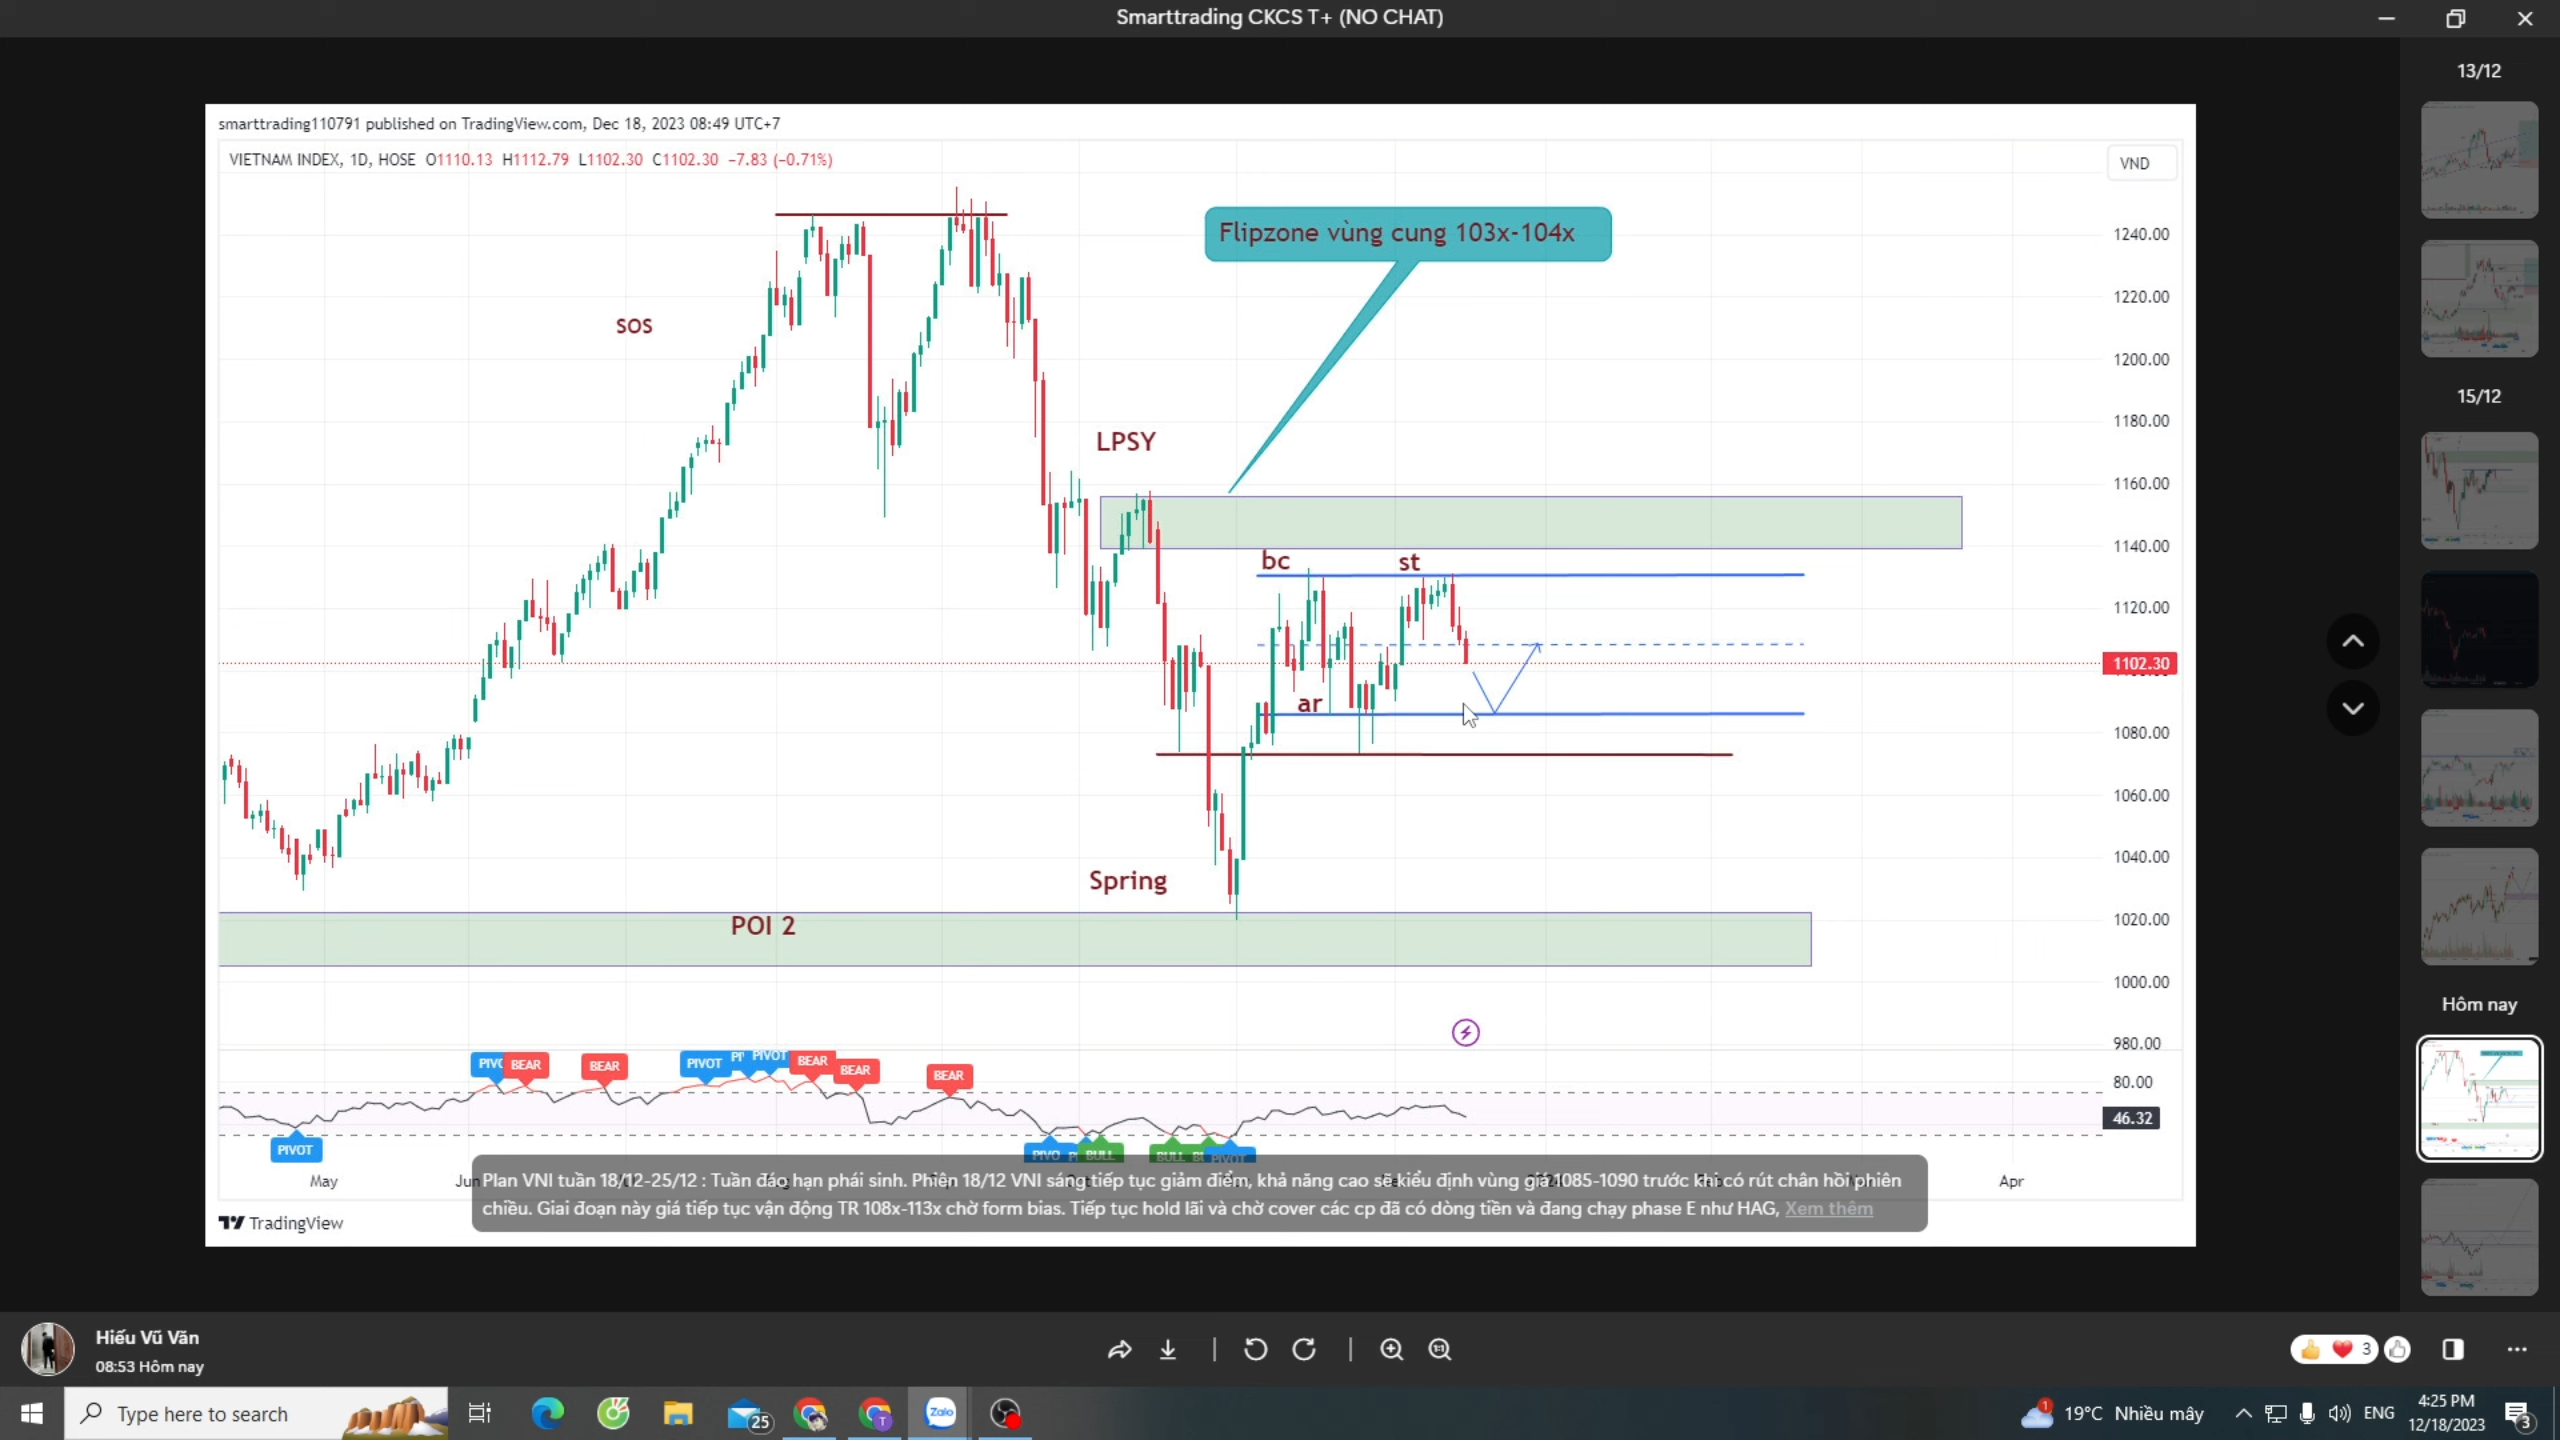 Smarttrading CKCS T+ (NO CHAT)
13/12
smarttrading110791 published on TradingView.com, Dec 18, 2023 08:49 UTC+7
VIETNAM INDEX, 1D, HOSE O1110.13 H1112.79 L1102.30 C1102.30 −7.83 (−0.71%)
VND
Flipzone vùng cung 103x-104x
1240.00
sos
1220.00
1200.00
15/12
1180.00
LPSY
1160.00
1140.00
bc
st
1120.00
1102.30
ar
1080.00
1060.00
1040.00
Spring
POI 2
1020.00
1000.00
Hôm nay
980.00
BEAR
BEAR
PIVOT
PIVOT
BEAR
BEAR
BEAR
80.00
46.32
PIVOT
BULL
BULL
PIVOT
May
Apr
Plan VNI tuần 18/12-25/12 : Tuần đáo hạn phái sinh. Phiên 18/12 VNI sáng tiếp tục giảm điểm, khả năng cao sẽ kiểu định vùng giá 1085-1090 trước khi có rút chân hồi phiên
chiều. Giai đoạn này giá tiếp tục vận động TR 108x-113x chờ form bias. Tiếp tục hold lãi và chờ cover các cp đã có dòng tiền và đang chạy phase E như HAG, Xem thêm
TradingView
Hiếu Vũ Văn
08:53 Hôm nay
3
Type here to search
25
Zalo
1
19°C Nhiều mây
ENG
4:25 PM
12/18/2023
3